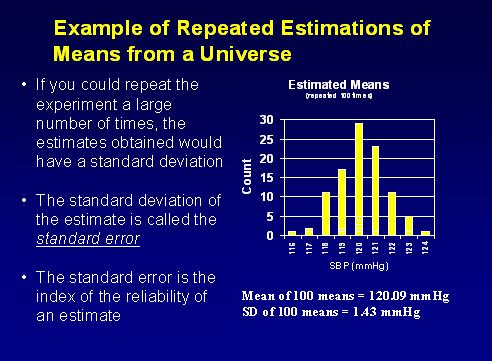 Example of Repeated Estimations of
Means from a Universe
• If you could repeat the
experiment a large
number of times, the
estimates obtained would
have a standard deviation
• The standard deviation of
the estimate is called the
standard error
• The standard error is the
index of the reliability of
an estimate
Estimated Means
(repeated 100 times)
Count
30
25
20
15
10
5
0
116 117 118 119 120 121 122 123 124
SBP (mmHg)
Mean of 100 means = 120.09 mmHg
SD of 100 means = 1.43 mmHg